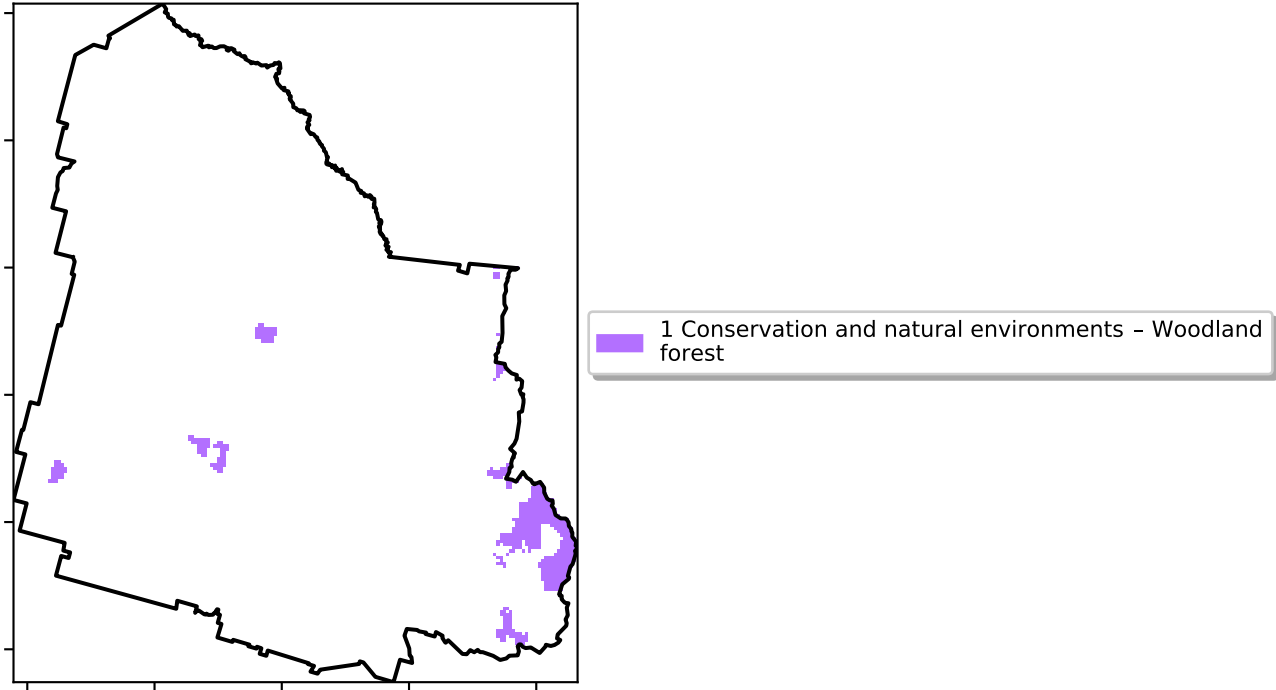 1 Conservation and natural environments – Woodland
forest